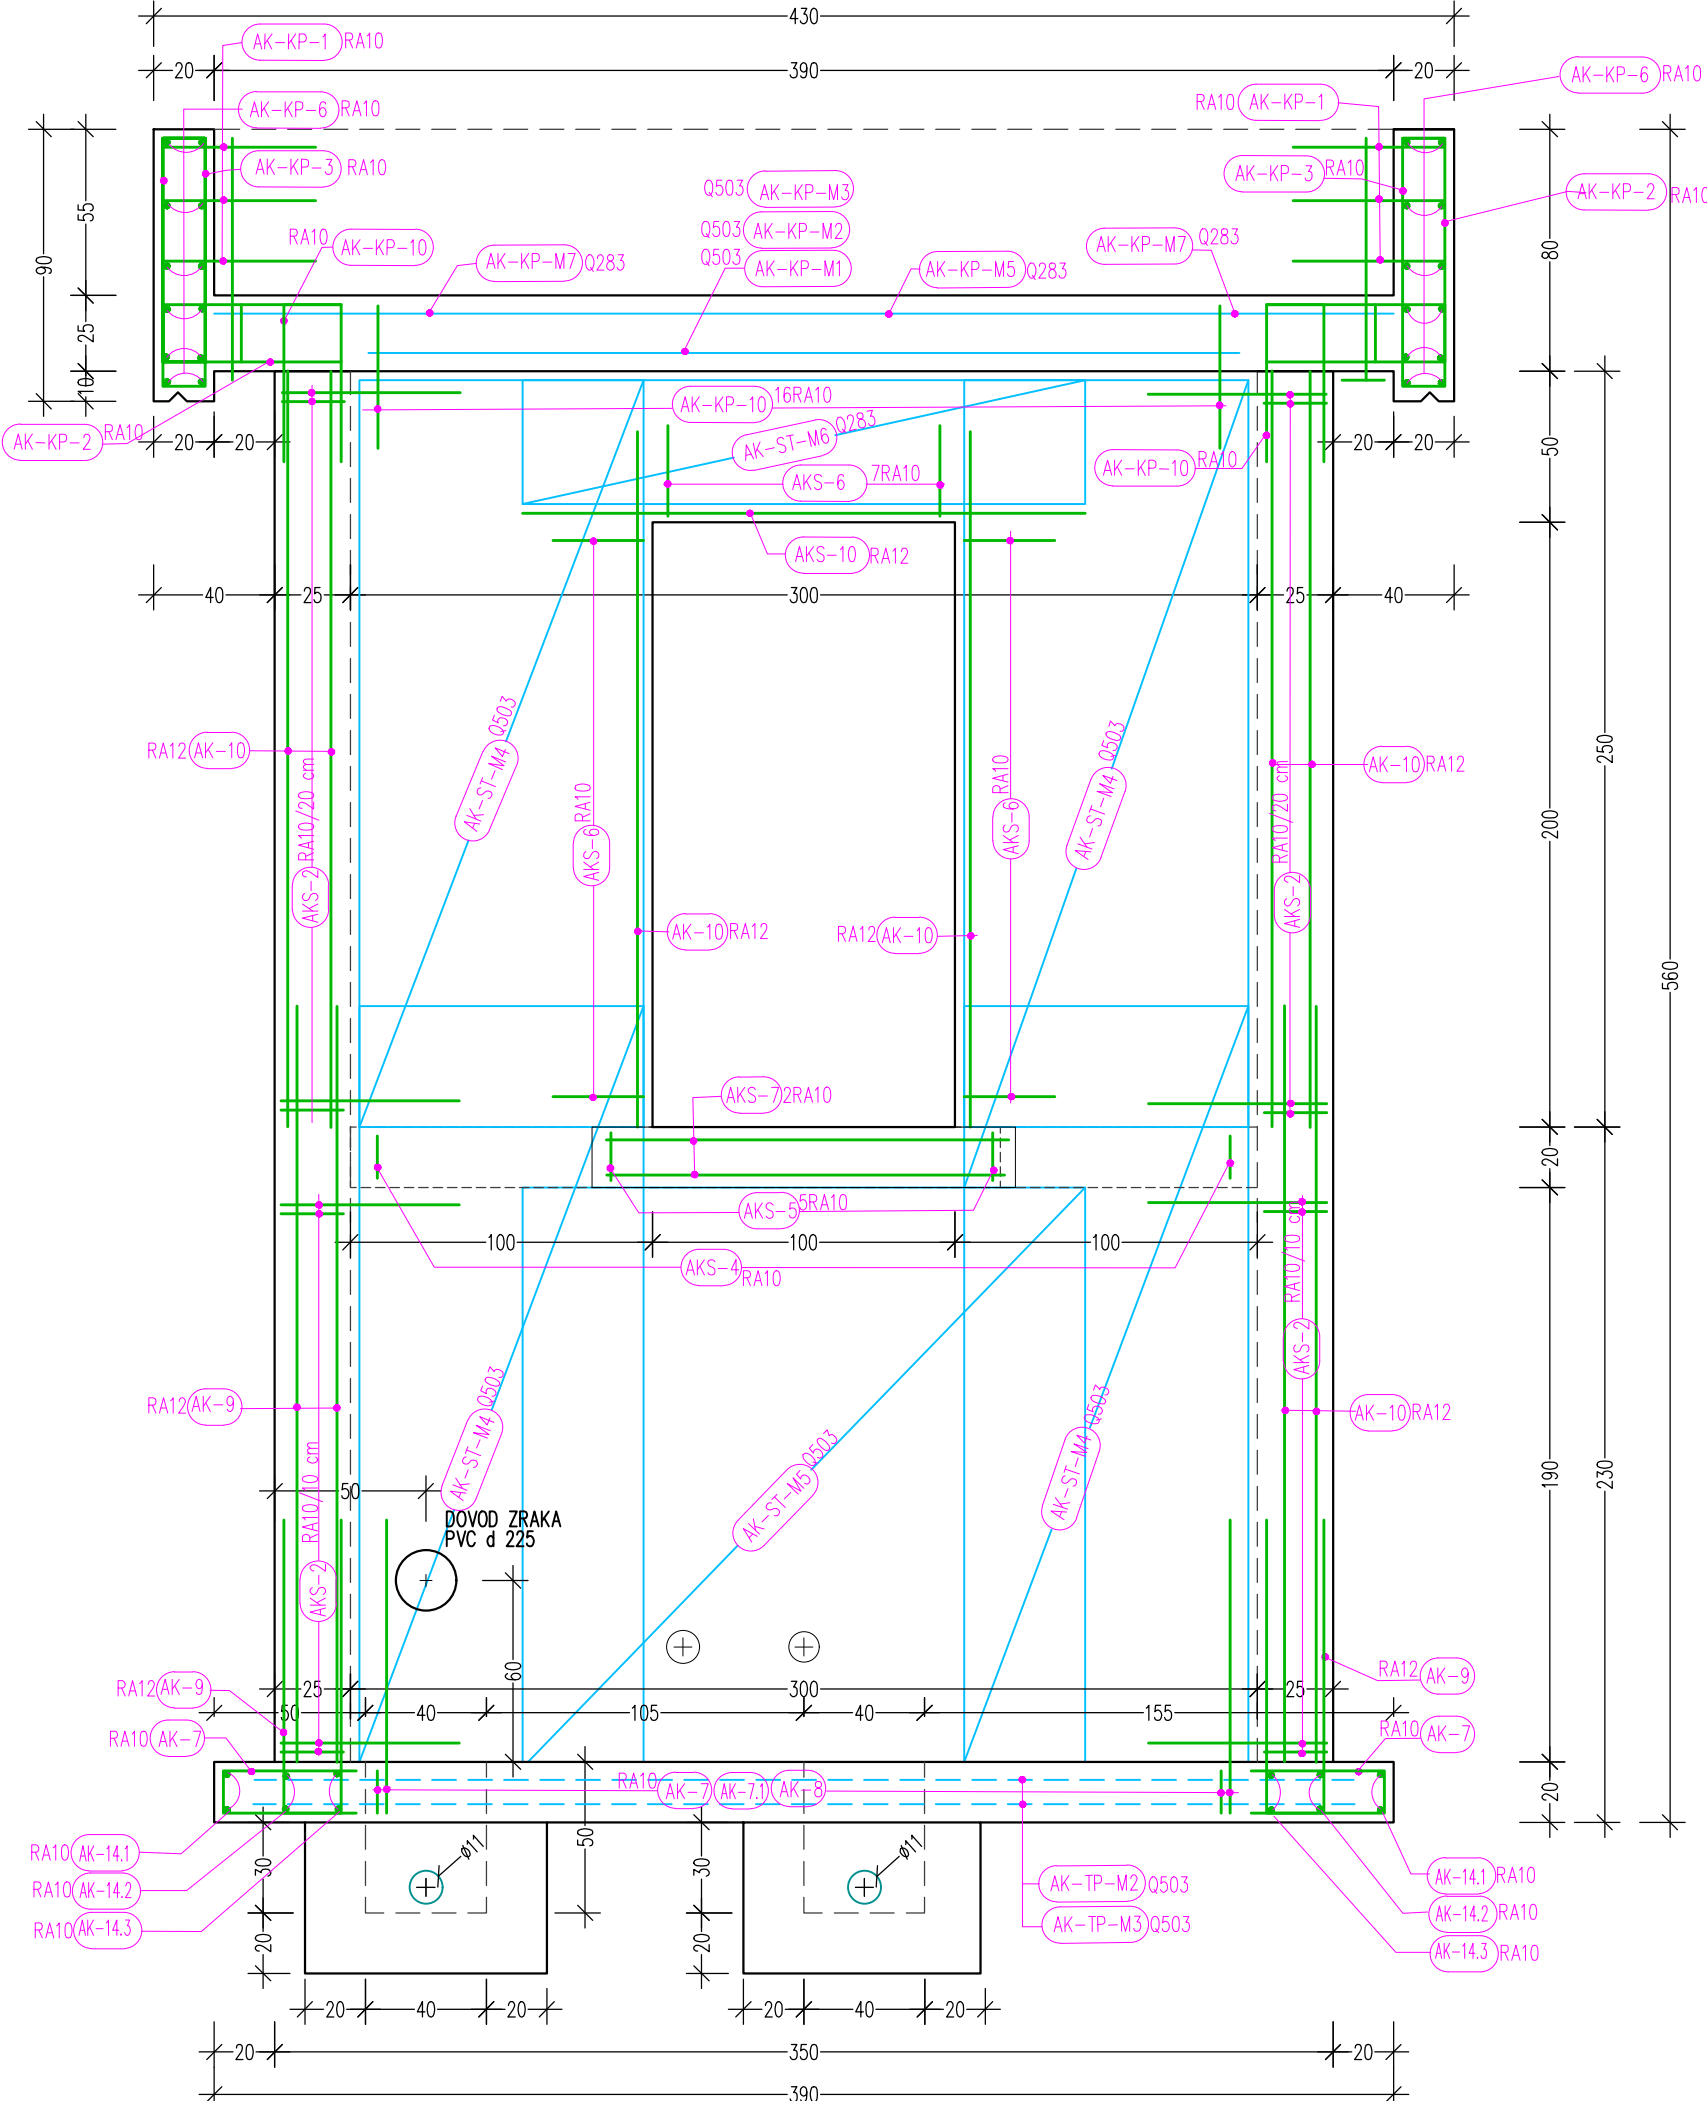 430
AK-KP-1 RA10
20 390 20
AK-KP-6 RA10
AK-KP-6 RA10
RA10 AK-KP-1
AK-KP-3 RA10
AK-KP-3 RA10
AK-KP-2 RA10
Q503 AK-KP-M3
Q503 AK-KP-M2
Q503 AK-KP-M1
RA10 AK-KP-10
AK-KP-M7 Q283
AK-KP-M5 Q283
AK-KP-M7 Q283
90
55
25
10
80
50
200
20
190
20
250
230
560
AK-KP-10 16RA10
AK-ST-M6 Q283
AK-KP-2 RA10
20 20
20 20
AKS-6 7RA10
AK-KP-10 RA10
AKS-10 RA12
40 25 300 25 40
AK-ST-M4 Q503
AK-ST-M4 Q503
RA12 AK-10
AK-10 RA12
AKS-2 RA10/20 cm
AKS-6 RA10
AKS-6 RA10
AKS-2 RA10/20 cm
AK-10 RA12
RA12 AK-10
AKS-7 2RA10
AKS-5 5RA10
100 100 100
AKS-4 RA10
RA12 AK-9
AK-10 RA12
AKS-2 RA10/10 cm
AK-ST-M4 Q503
AK-ST-M5 Q503
AK-ST-M4 Q503
AKS-2 RA10/10 cm
50
DOVOD ZRAKA
PVC d 225
60
RA12 AK-9
RA12 AK-9
25 300 25
50 40 105 40 155
RA10 AK-7
RA10 AK-7
RA10 AK-7 AK-7.1 AK-8
50
30
30
20
20
ø11
ø11
RA10 AK-14.1
RA10 AK-14.2
RA10 AK-14.3
AK-TP-M2 Q503
AK-TP-M3 Q503
AK-14.1 RA10
AK-14.2 RA10
AK-14.3 RA10
20 40 20
20 40 20
20 350 20
390